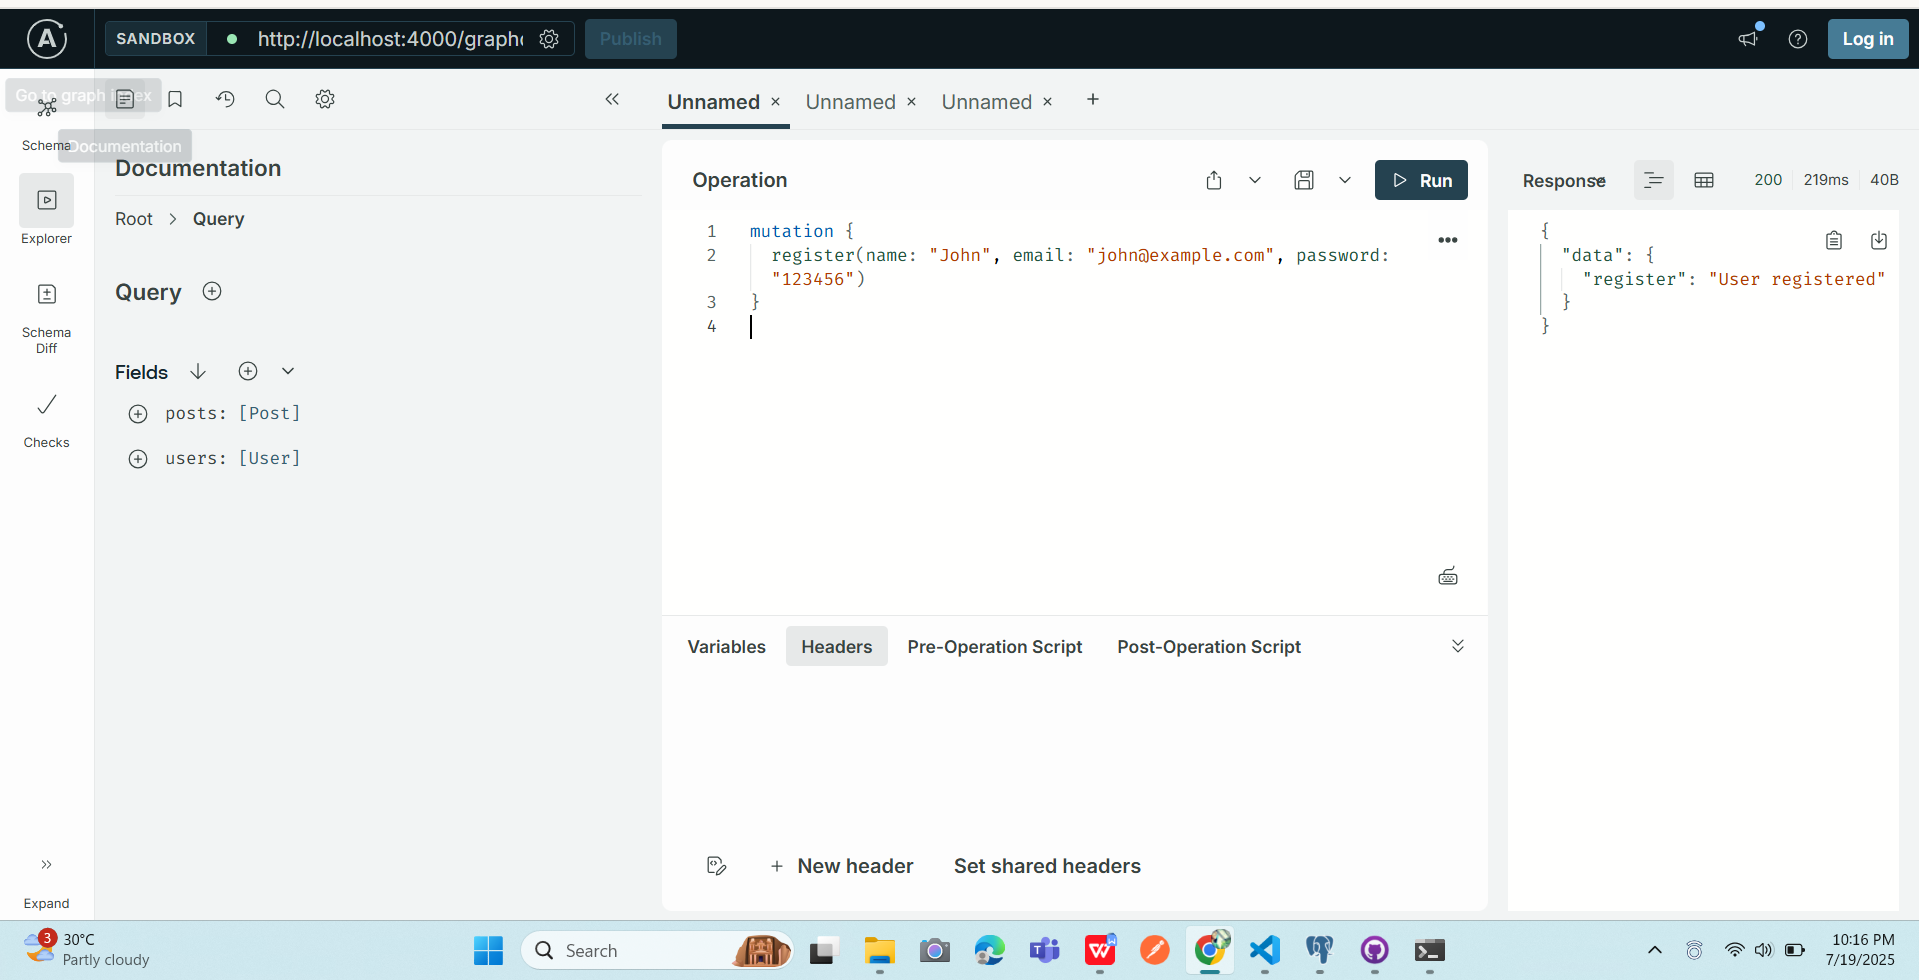 SANDBOX
http://localhost:4000/graph
Publish
Log in
Go to graph index
Schema
Documentation
Explorer
Schema
Diff
Checks
Expand
Documentation
Root > Query
Query
Fields
posts: [Post]
users: [User]
Unnamed × Unnamed × Unnamed × +
Operation
Run
1 mutation {
2 register(name: "John", email: "john@example.com", password:
"123456")
3 }
4
Variables Headers Pre-Operation Script Post-Operation Script
+ New header Set shared headers
Response 200 219ms 40B
{
"data": {
"register": "User registered"
}
}
3
30°C
Partly cloudy
Search
10:16 PM
7/19/2025